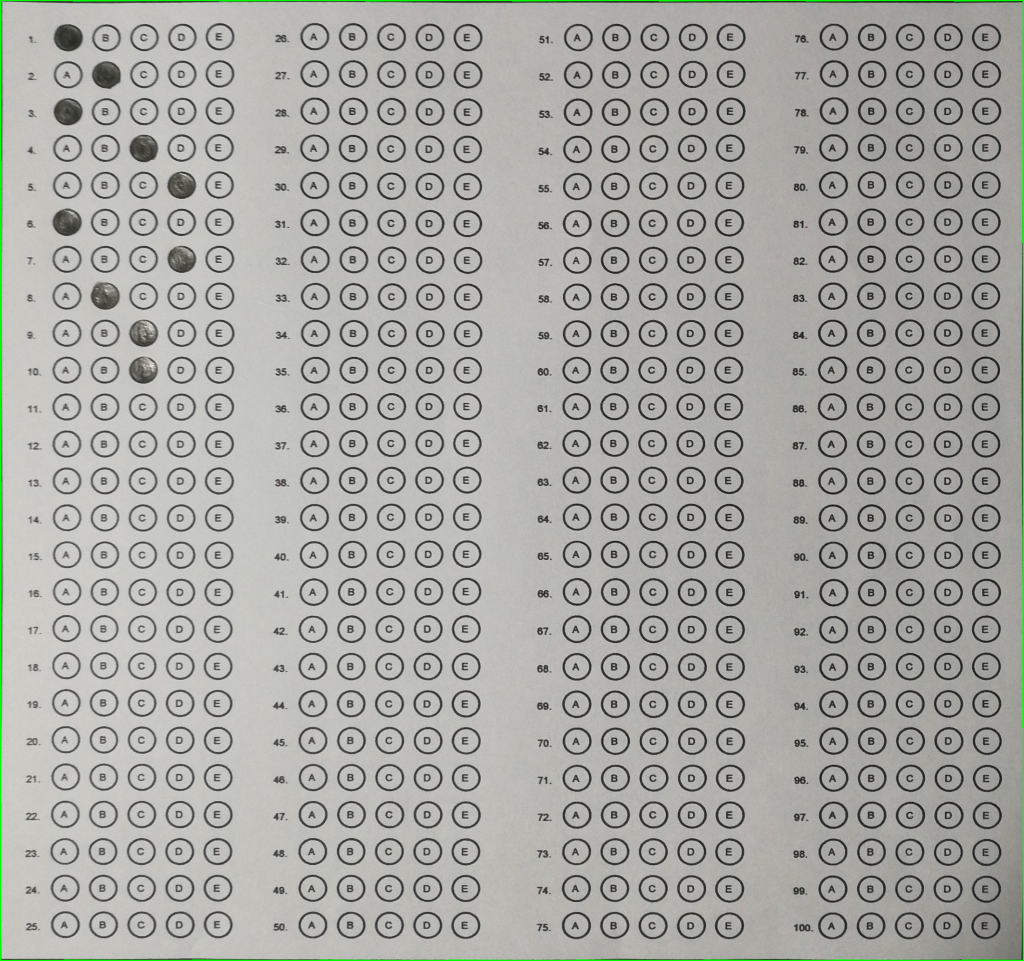 1. B C D E
2. A C D E
3. B C D E
4. A B D E
5. A B C E
6. B C D E
7. A B C E
8. A C D E
9. A B D E
10. A B D E
11. A B C D E
12. A B C D E
13. A B C D E
14. A B C D E
15. A B C D E
16. A B C D E
17. A B C D E
18. A B C D E
19. A B C D E
20. A B C D E
21. A B C D E
22. A B C D E
23. A B C D E
24. A B C D E
25. A B C D E
26. A B C D E
27. A B C D E
28. A B C D E
29. A B C D E
30. A B C D E
31. A B C D E
32. A B C D E
33. A B C D E
34. A B C D E
35. A B C D E
36. A B C D E
37. A B C D E
38. A B C D E
39. A B C D E
40. A B C D E
41. A B C D E
42. A B C D E
43. A B C D E
44. A B C D E
45. A B C D E
46. A B C D E
47. A B C D E
48. A B C D E
49. A B C D E
50. A B C D E
51. A B C D E
52. A B C D E
53. A B C D E
54. A B C D E
55. A B C D E
56. A B C D E
57. A B C D E
58. A B C D E
59. A B C D E
60. A B C D E
61. A B C D E
62. A B C D E
63. A B C D E
64. A B C D E
65. A B C D E
66. A B C D E
67. A B C D E
68. A B C D E
69. A B C D E
70. A B C D E
71. A B C D E
72. A B C D E
73. A B C D E
74. A B C D E
75. A B C D E
76. A B C D E
77. A B C D E
78. A B C D E
79. A B C D E
80. A B C D E
81. A B C D E
82. A B C D E
83. A B C D E
84. A B C D E
85. A B C D E
86. A B C D E
87. A B C D E
88. A B C D E
89. A B C D E
90. A B C D E
91. A B C D E
92. A B C D E
93. A B C D E
94. A B C D E
95. A B C D E
96. A B C D E
97. A B C D E
98. A B C D E
99. A B C D E
100. A B C D E